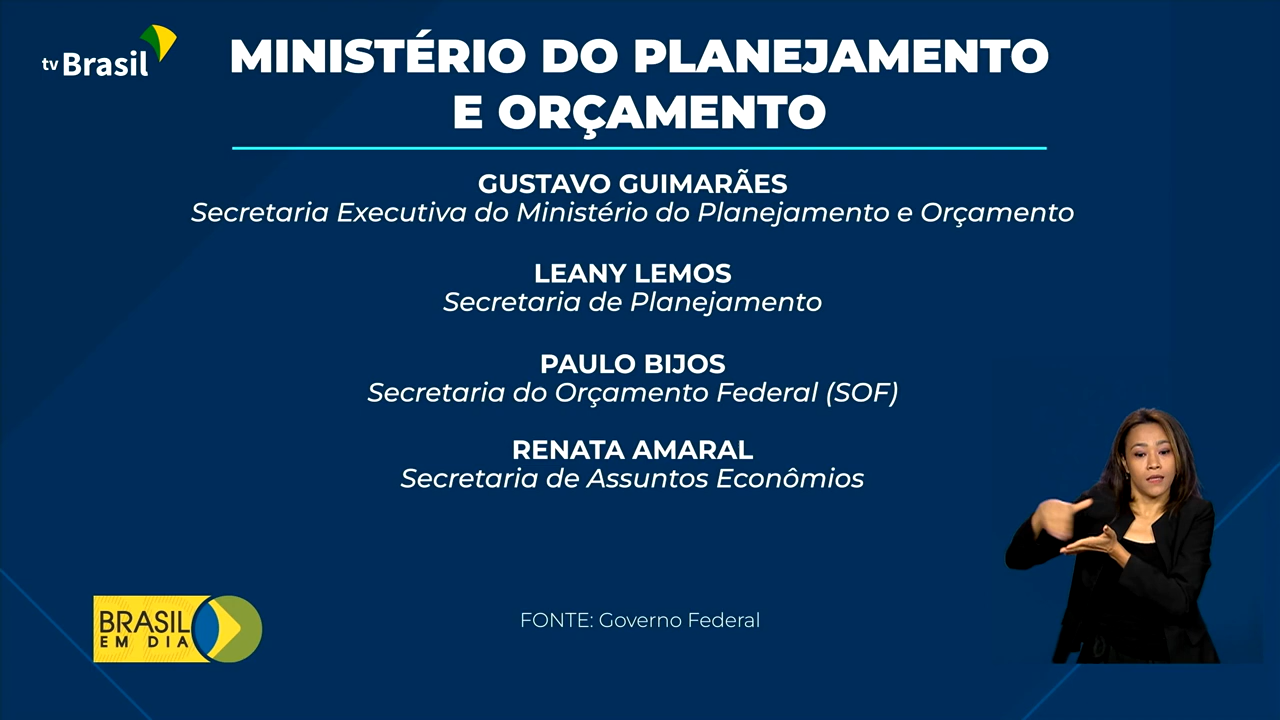 tv Brasil
MINISTÉRIO DO PLANEJAMENTO
E ORÇAMENTO
GUSTAVO GUIMARÃES
Secretaria Executiva do Ministério do Planejamento e Orçamento
LEANY LEMOS
Secretaria de Planejamento
PAULO BIJOS
Secretaria do Orçamento Federal (SOF)
RENATA AMARAL
Secretaria de Assuntos Econômios
BRASIL
EM DIA
FONTE: Governo Federal